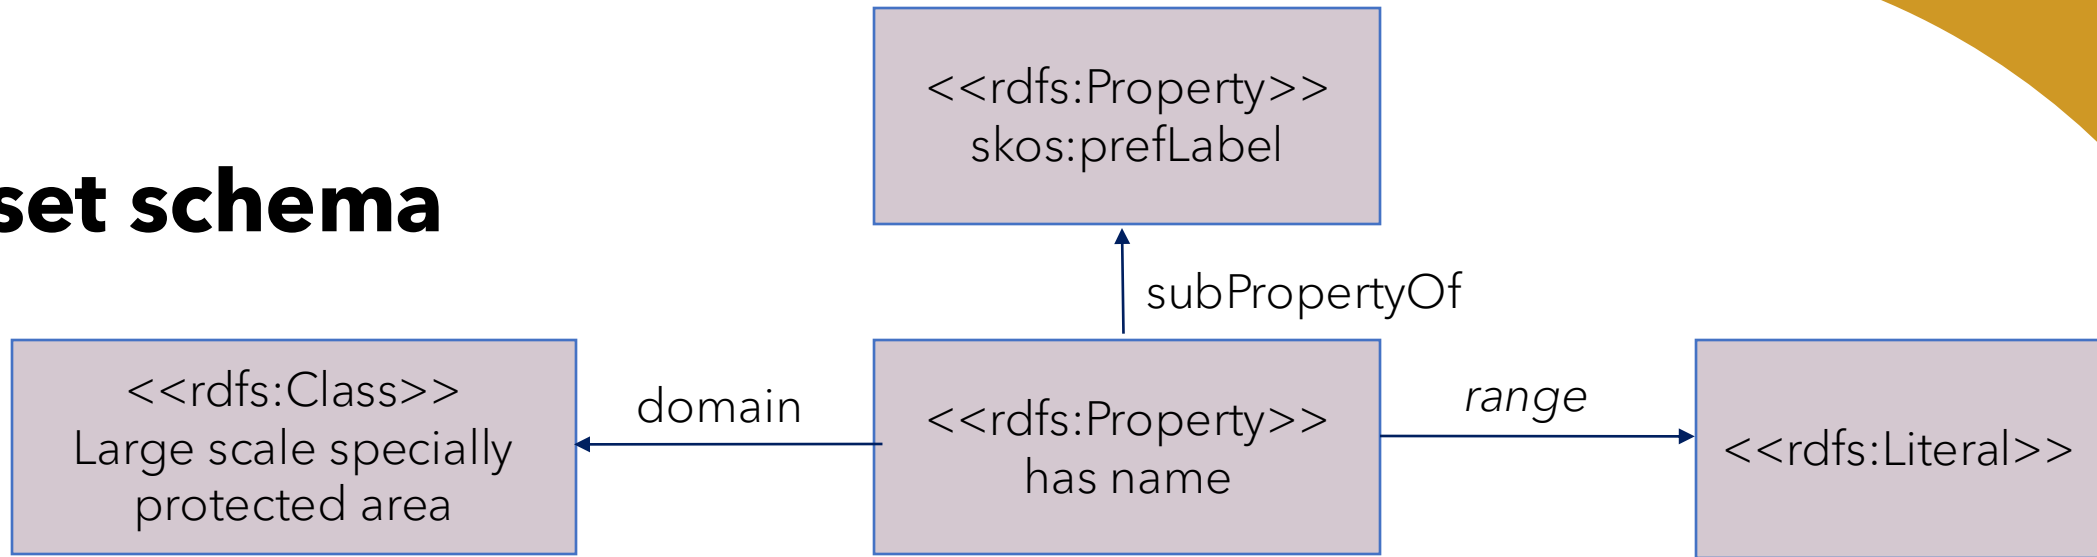 <<rdfs:Property>>
skos:prefLabel
set schema
subPropertyOf
<<rdfs:Class>>
Large scale specially
protected area
domain
<<rdfs:Property>>
has name
range
<<rdfs:Literal>>